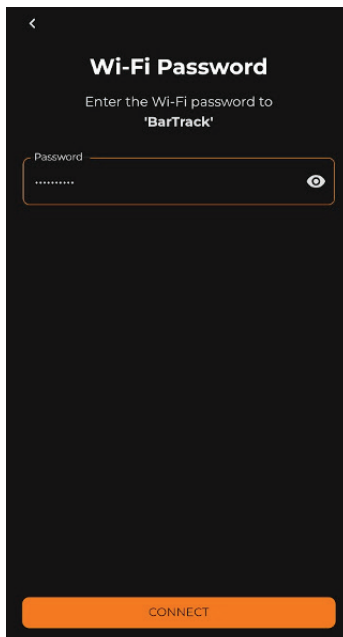 Wi-Fi Password
Enter the Wi-Fi password to
'BarTrack'
Password
··········
CONNECT